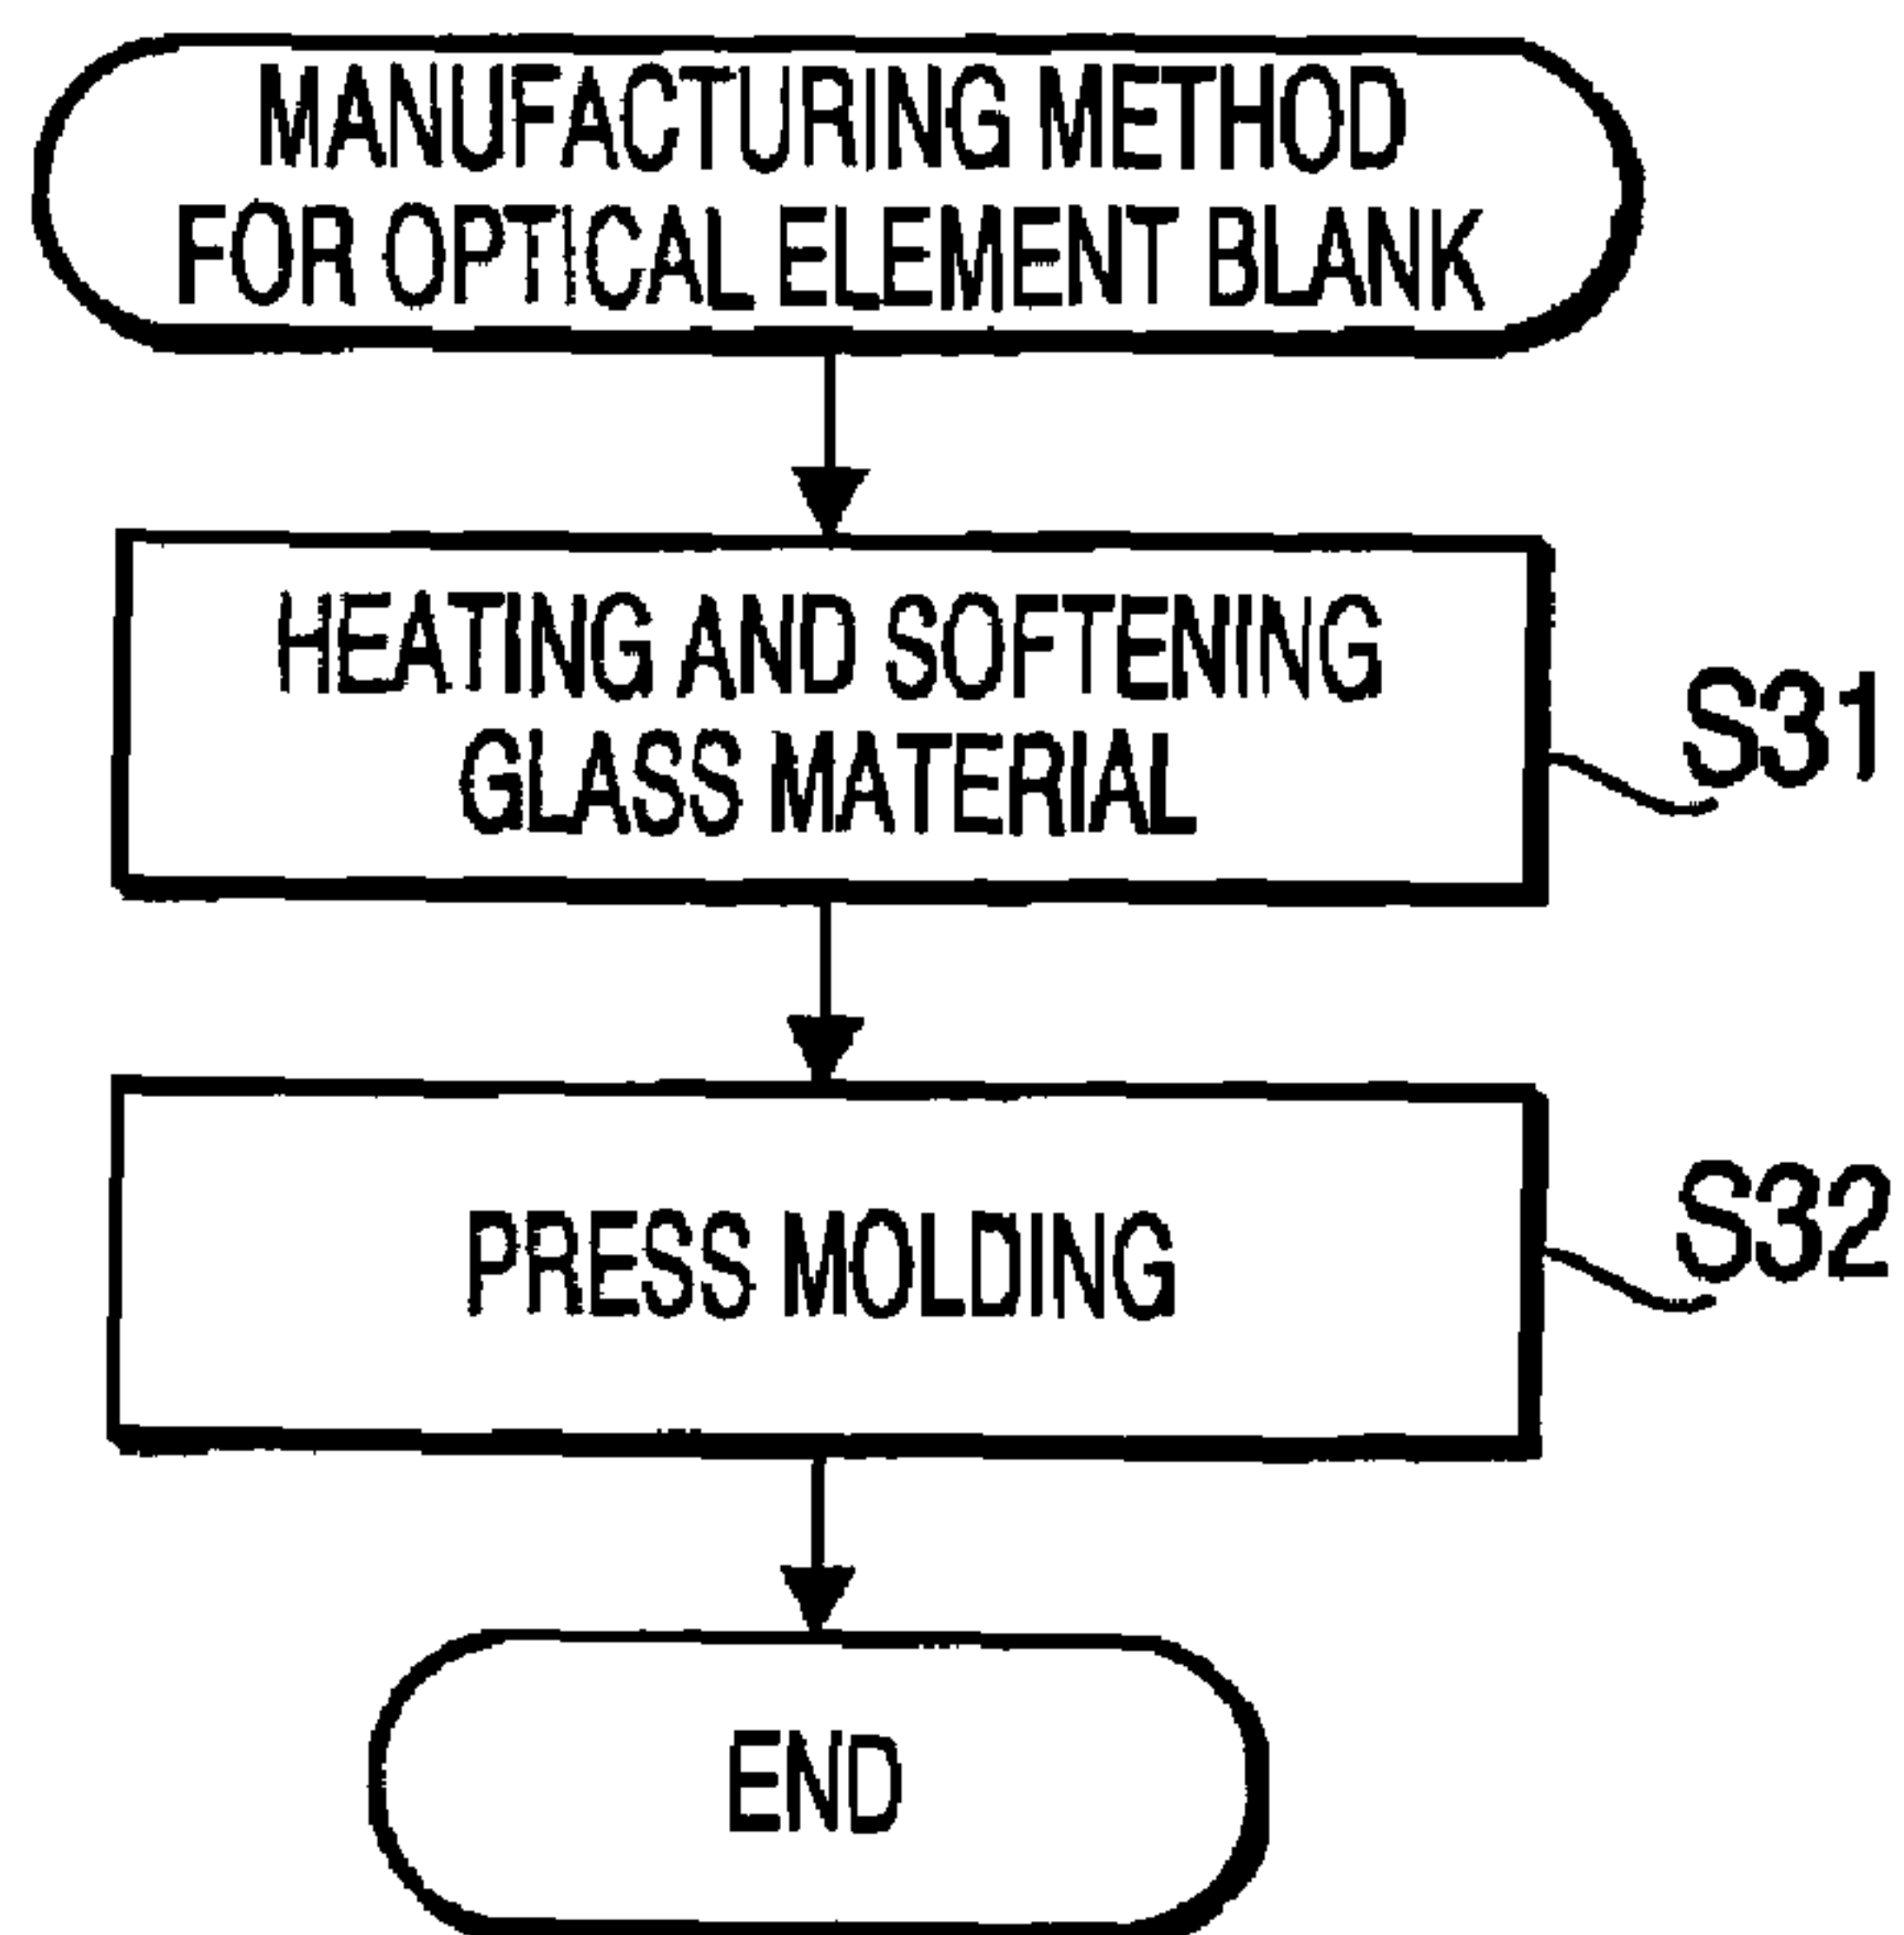 MANUFACTURING METHOD
FOR OPTICAL ELEMENT BLANK
HEATING AND SOFTENING
GLASS MATERIAL
S31
PRESS MOLDING
S32
END